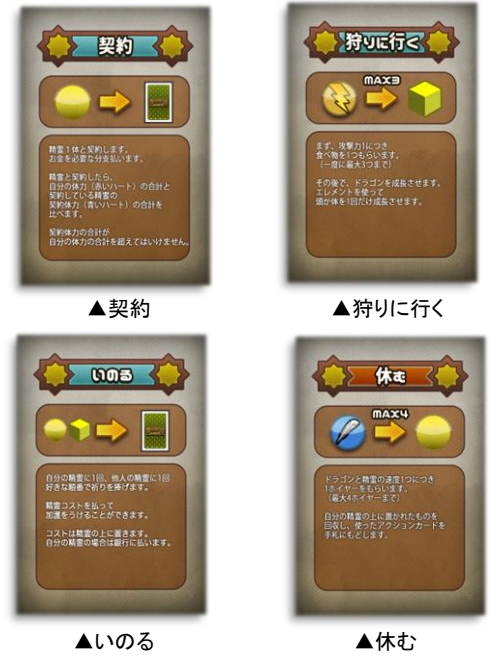 契約
精霊1体と契約します。
お金を必要な分支払います。
精霊と契約したら、
自分の体力（赤いハート）の合計と
契約している精霊の
契約体力（青いハート）の合計を
比べます。
契約体力の合計が
自分の体力の合計を超えてはいけません。
▲契約
狩りに行く
MAX3
まず、攻撃力1につき
食べ物を1つもらいます。
（一度に最大3つまで）
その後で、ドラゴンを成長させます。
エレメントを使って
頭か体を1回だけ成長させます。
▲狩りに行く
いのる
自分の精霊に1回、他人の精霊に1回
好きな順番で祈りを捧げます。
精霊コストを払って
加護をうけることができます。
コストは精霊の上に置きます。
自分の精霊の場合は銀行に払います。
▲いのる
休む
MAX4
ドラゴンと精霊の速度1つにつき
1ホイヤーをもらいます。
（最大4ホイヤーまで）
自分の精霊の上に置かれたものを
回収し、使ったアクションカードを
手札にもどします。
▲休む